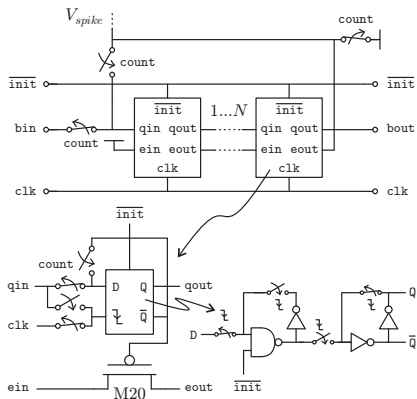 V_spike
count
count
init init
init 1...N init
bin qin qout qin qout bout
count
ein eout ein eout
clk clk
clk clk
init
count
qin D Q qout
clk Q
D Q
Q
init
ein M20 eout